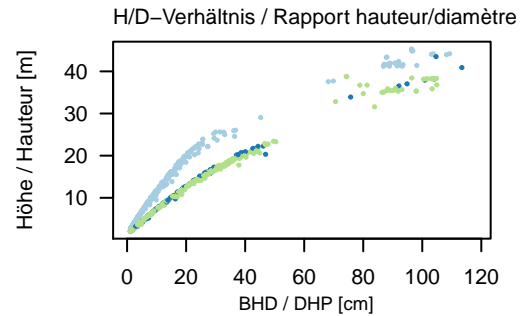 H/D−Verhältnis / Rapport hauteur/diamètre
Höhe / Hauteur [m]
40
30
20
10
0 20 40 60 80 100 120
BHD / DHP [cm]